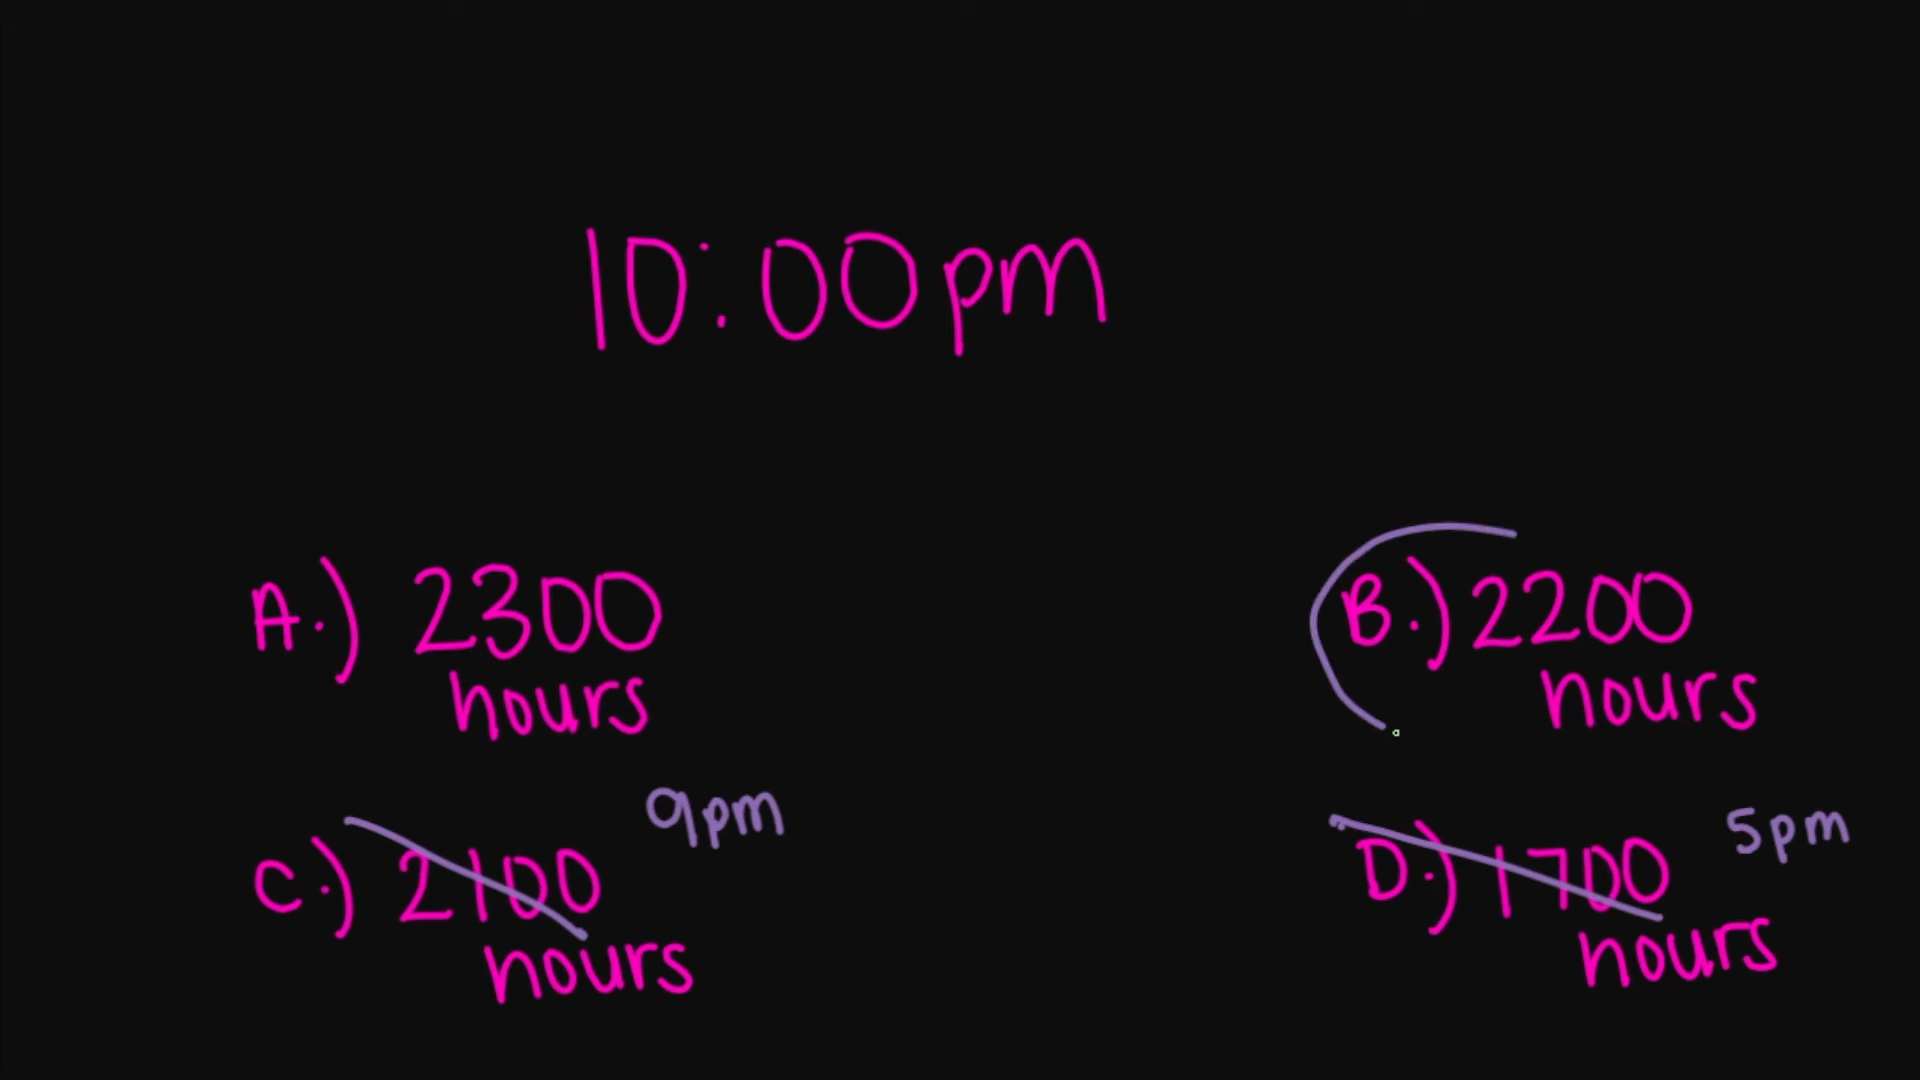 10:00pm
A.) 2300
hours
B.) 2200
hours
C.) 2100
hours
9pm
D.) 1700
hours
5pm